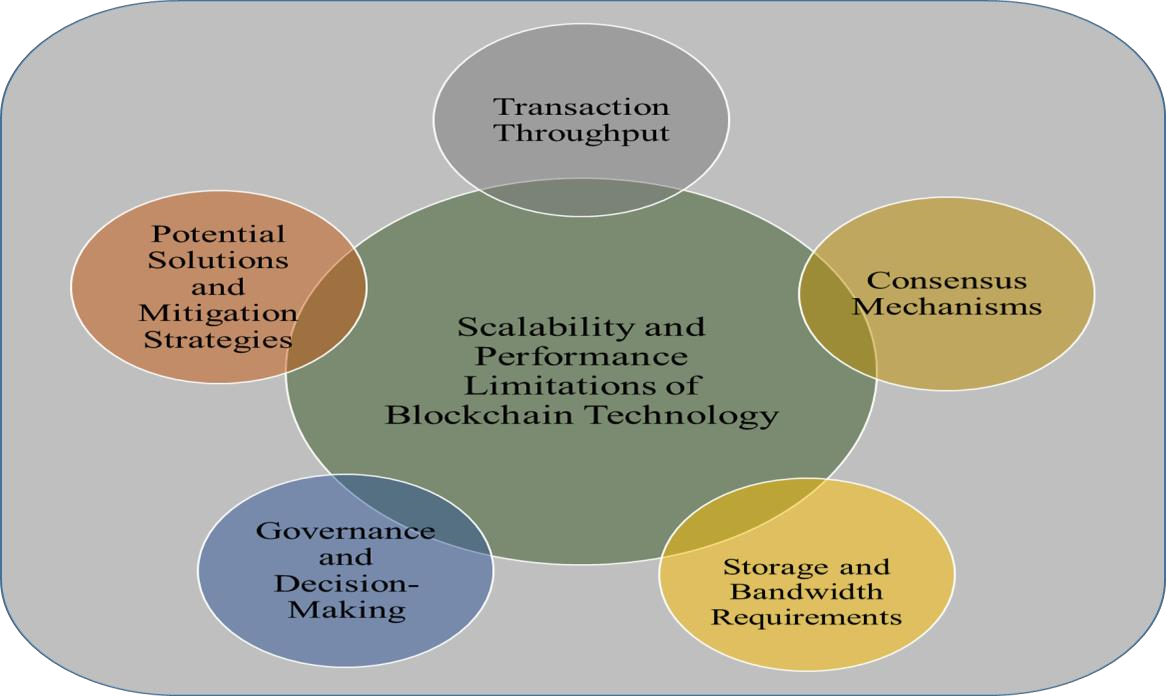 Transaction
Throughput
Potential
Solutions
and
Mitigation
Strategies
Consensus
Mechanisms
Scalability and
Performance
Limitations of
Blockchain Technology
Governance
and
Decision-
Making
Storage and
Bandwidth
Requirements